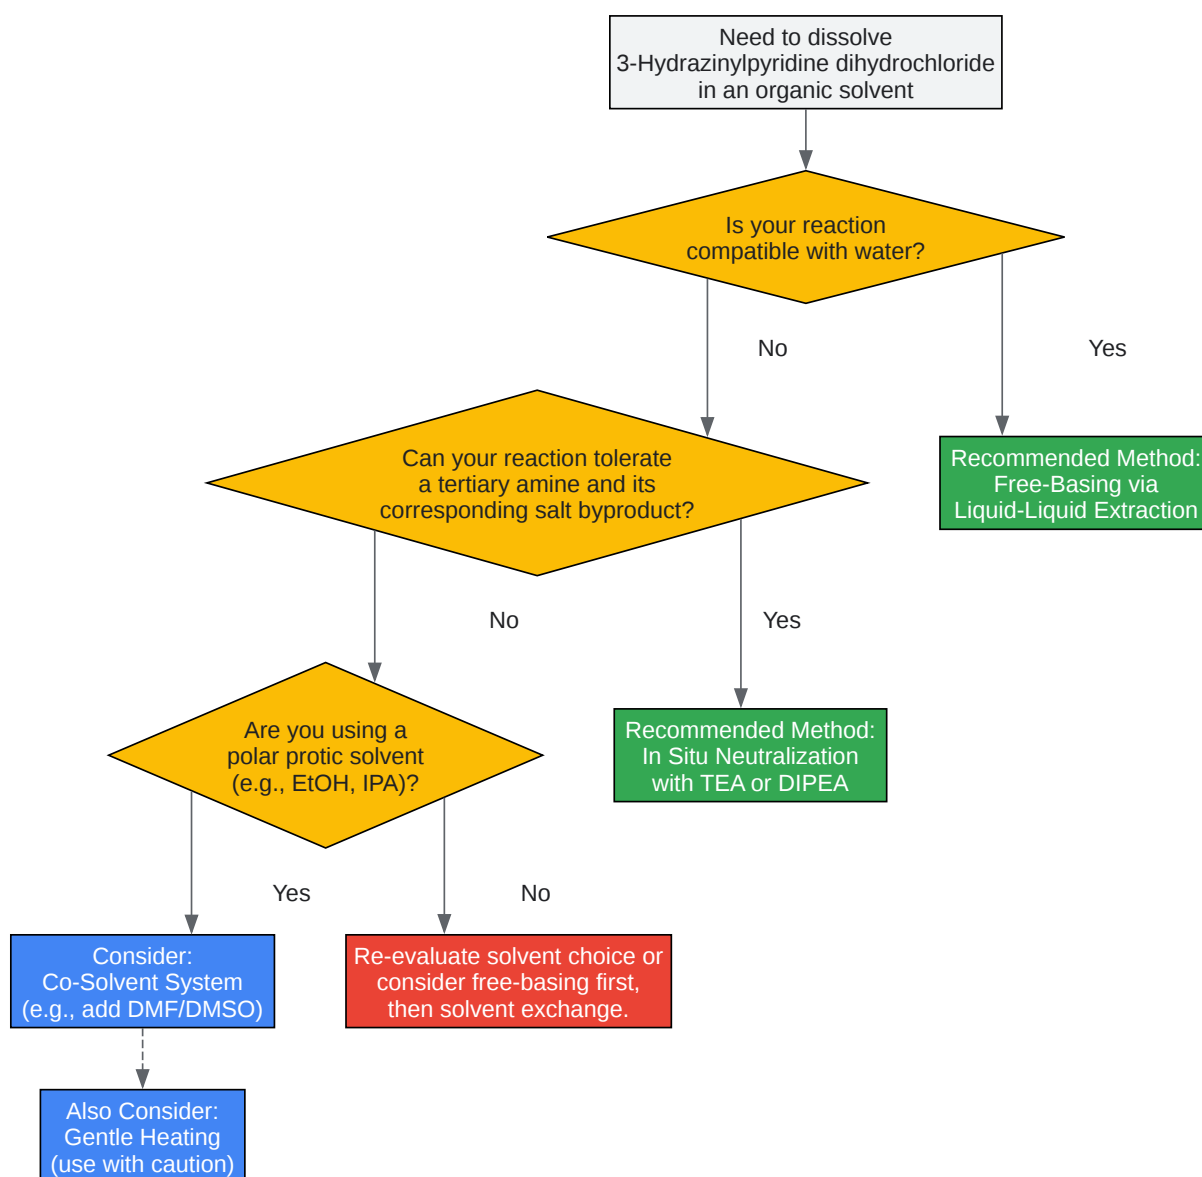 Need to dissolve
3-Hydrazinylpyridine dihydrochloride
in an organic solvent
Is your reaction
compatible with water?
No
Yes
Can your reaction tolerate
a tertiary amine and its
corresponding salt byproduct?
Recommended Method:
Free-Basing via
Liquid-Liquid Extraction
No
Yes
Are you using a
polar protic solvent
(e.g., EtOH, IPA)?
Recommended Method:
In Situ Neutralization
with TEA or DIPEA
Yes
No
Consider:
Co-Solvent System
(e.g., add DMF/DMSO)
Re-evaluate solvent choice or
consider free-basing first,
then solvent exchange.
Also Consider:
Gentle Heating
(use with caution)